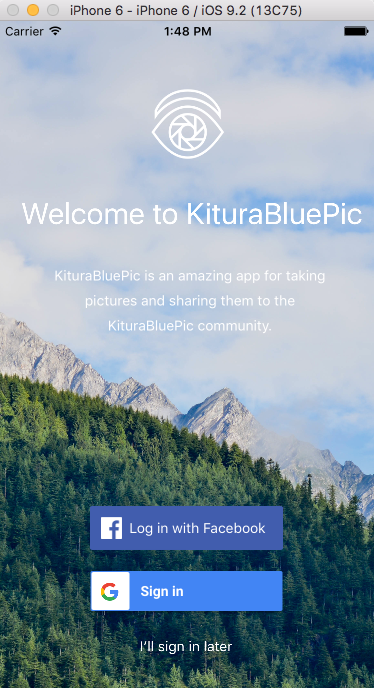 iPhone 6 - iPhone 6 / iOS 9.2 (13C75)
Carrier 1:48 PM
Welcome to KituraBluePic
KituraBluePic is an amazing app for taking
pictures and sharing them to the
KituraBluePic community.
Log in with Facebook
Sign in
I'll sign in later